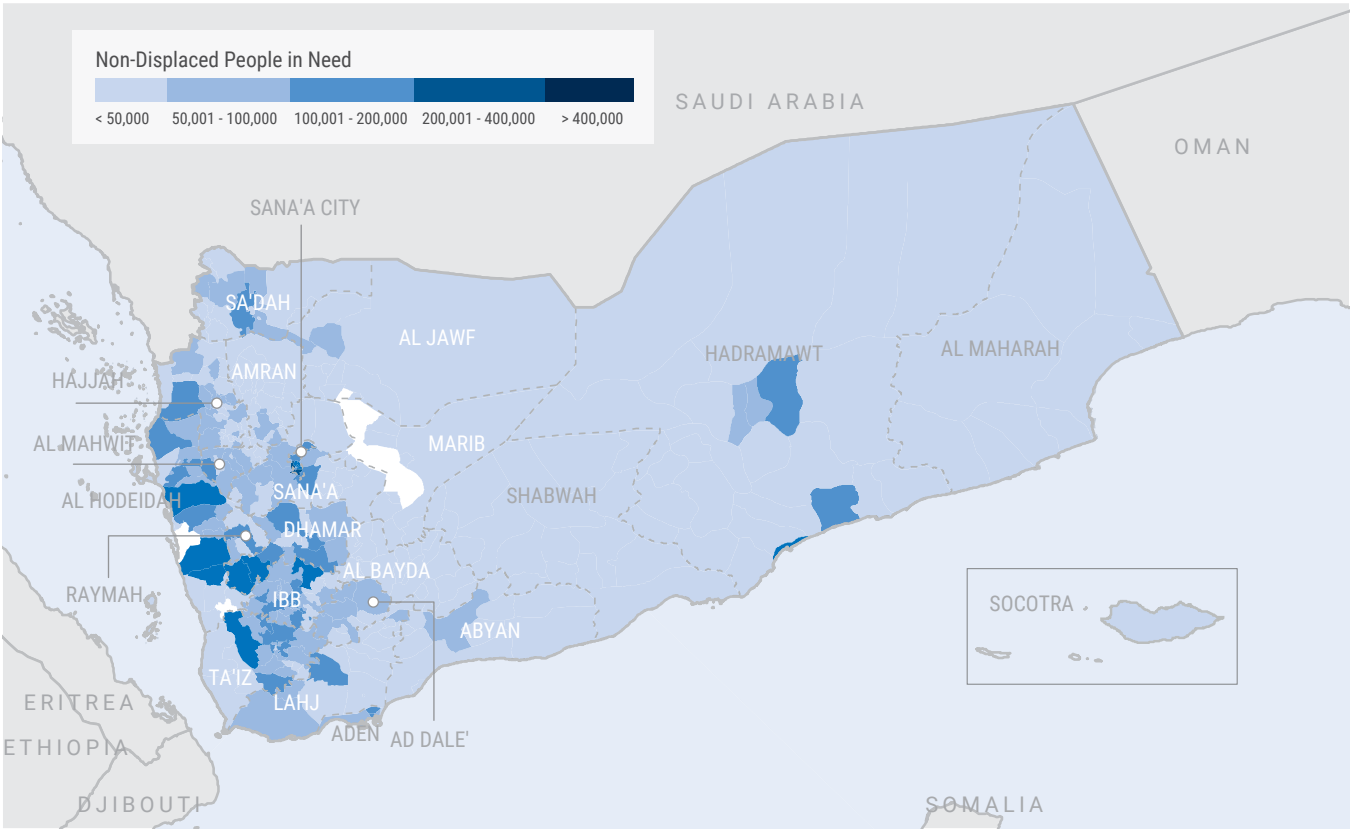 Non-Displaced People in Need
< 50,000
50,001 - 100,000
100,001 - 200,000
200,001 - 400,000
> 400,000
SAUDI ARABIA
OMAN
SANA'A CITY
SA'DAH
AL JAWF
HADRAMAWT
AL MAHARAH
AMRAN
HAJJAH
AL MAHWIT
MARIB
SANA'A
SHABWAH
AL HODEIDAH
DHAMAR
AL BAYDA
RAYMAH
IBB
SOCOTRA
ABYAN
TA'IZ
LAHJ
ERITREA
ADEN
AD DALE'
ETHIOPIA
DJIBOUTI
SOMALIA